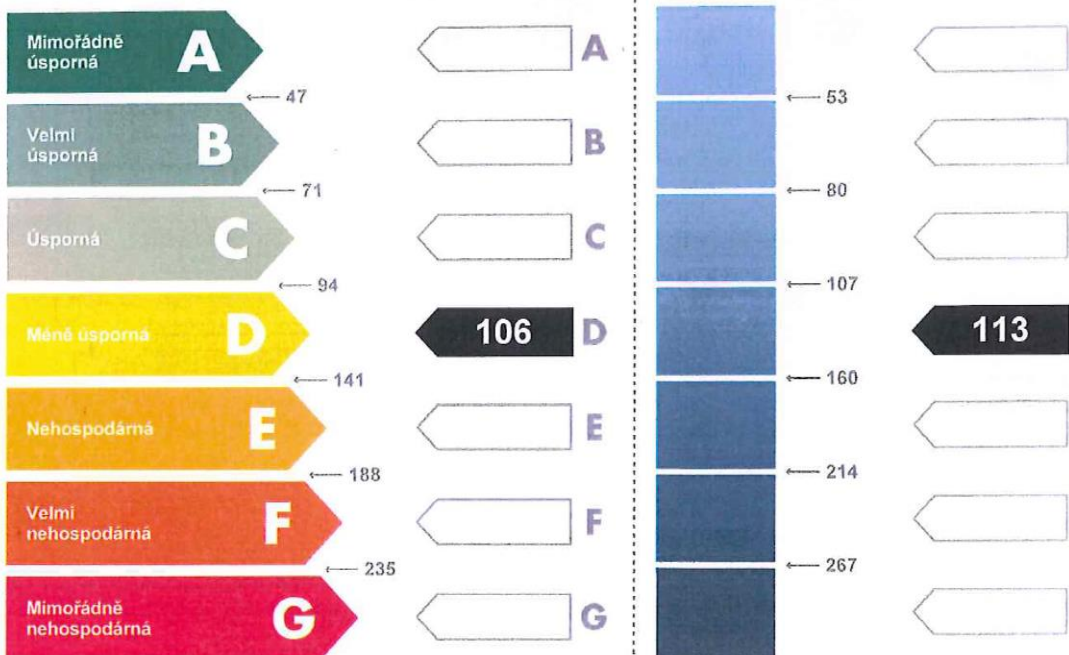 Mimořádně
úsporná
A
A
47
53
Velmi
úsporná
B
B
71
80
Úsporná
C
C
94
107
Méně úsporná
D
106
D
113
141
160
Nehospodárná
E
E
188
214
Velmi
nehospodárná
F
F
235
267
Mimořádně
nehospodárná
G
G